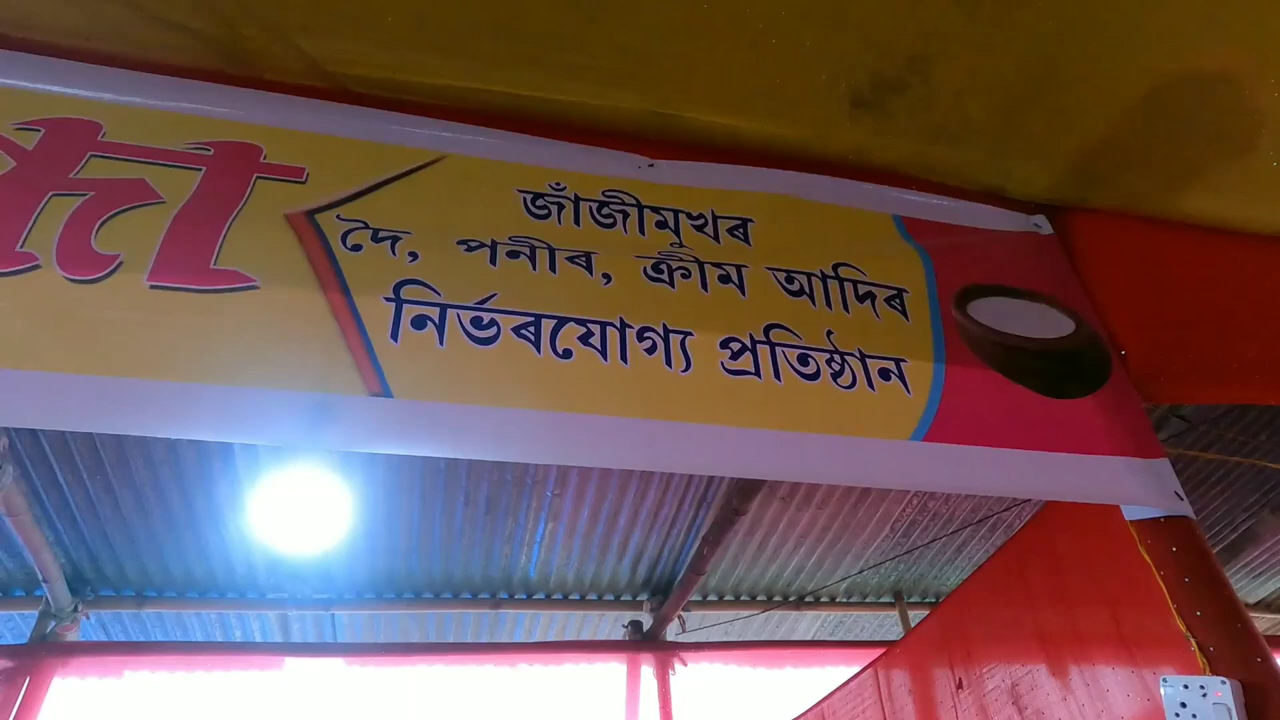 জাঁজীমুখৰ
দৈ, পনীৰ, ক্ৰীম আদিৰ
নিৰ্ভৰযোগ্য প্ৰতিষ্ঠান